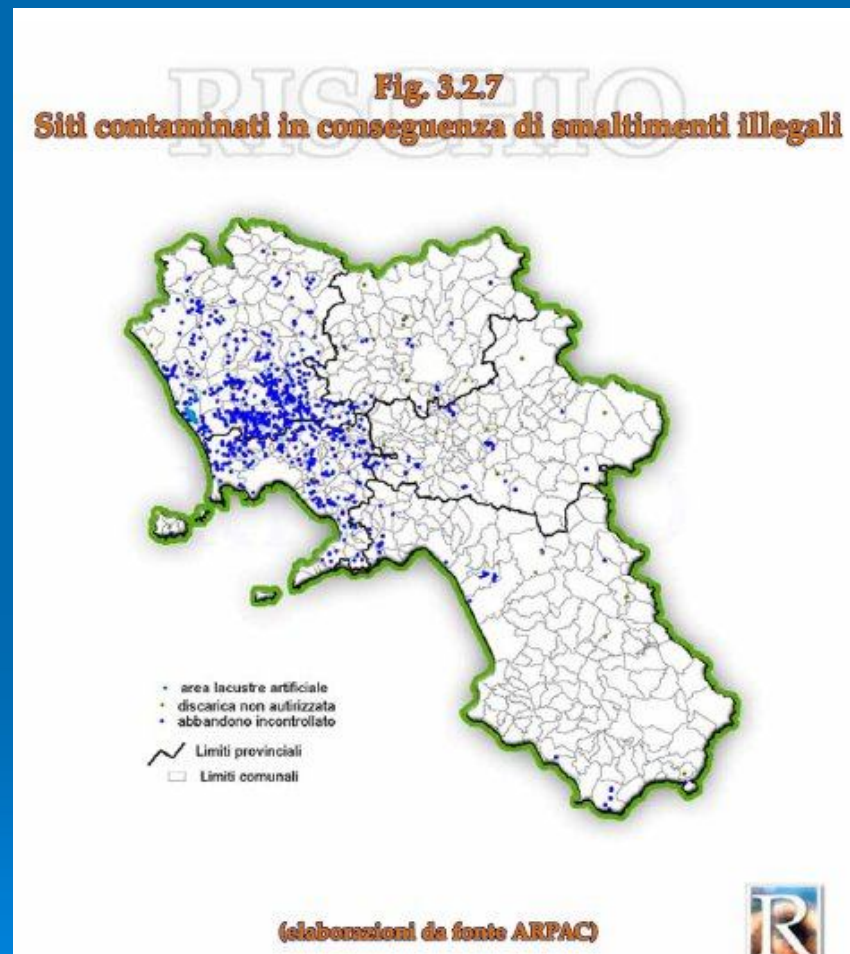 RISCHIO
Fig. 3.2.7
Siti contaminati in conseguenza di smaltimenti illegali
area lacustre artificiale
discarica non autirizzata
abbandono incontrollato
Limiti provinciali
Limiti comunali
(elaborazioni da fonte ARPAC)
R